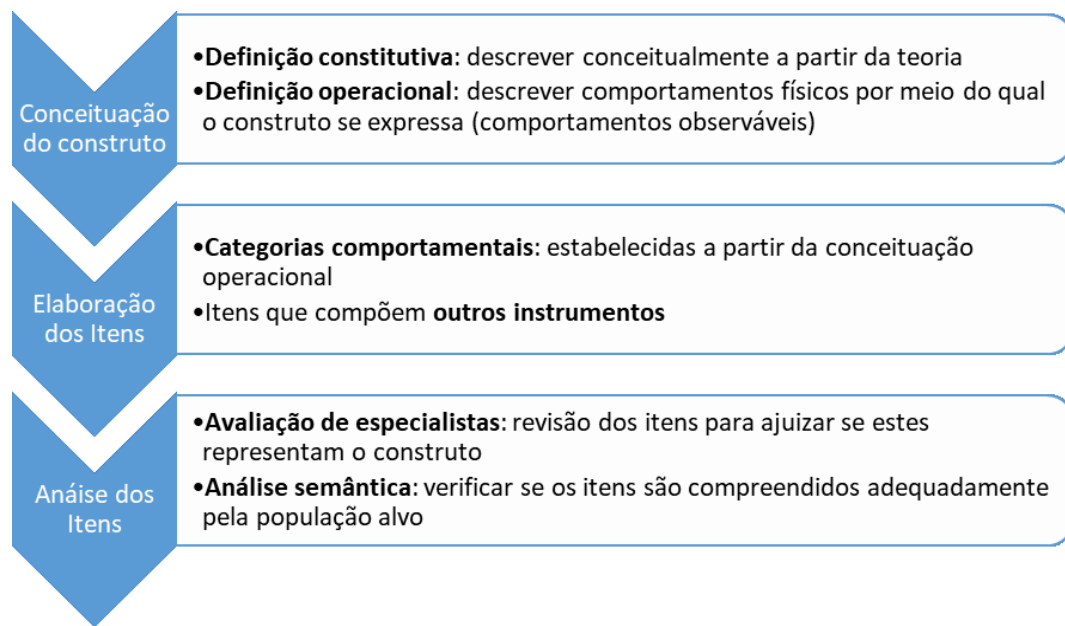 Conceituação
do construto
•Definição constitutiva: descrever conceitualmente a partir da teoria
•Definição operacional: descrever comportamentos físicos por meio do qual
o construto se expressa (comportamentos observáveis)
Elaboração
dos Itens
•Categorias comportamentais: estabelecidas a partir da conceituação
operacional
•Itens que compõem outros instrumentos
Anáise dos
Itens
•Avaliação de especialistas: revisão dos itens para ajuizar se estes
representam o construto
•Análise semântica: verificar se os itens são compreendidos adequadamente
pela população alvo